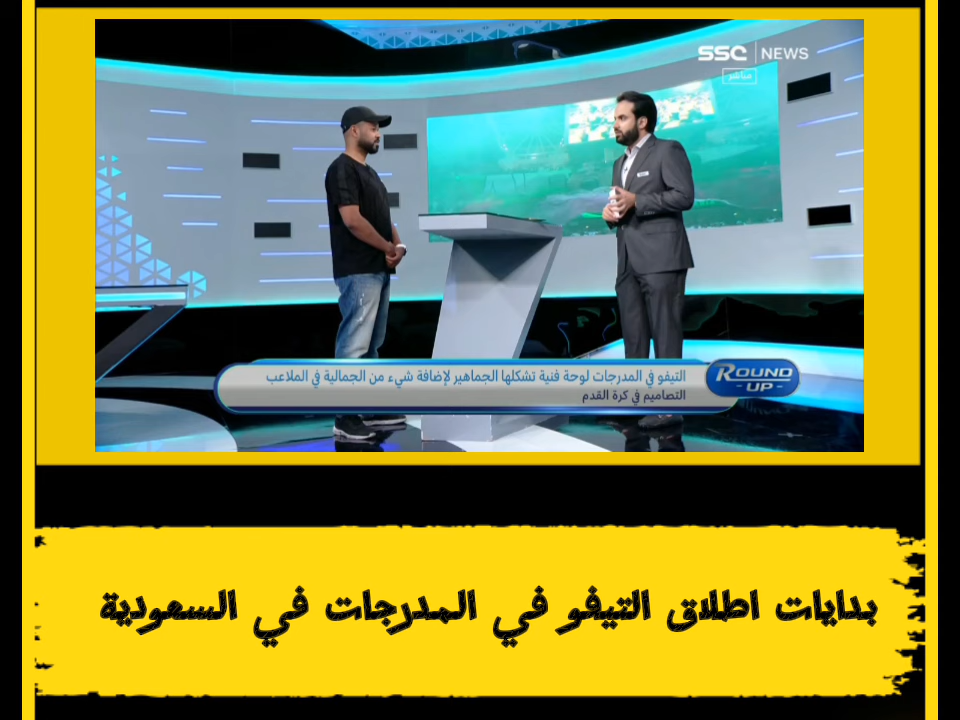 SSC NEWS
مباشر
التيفو في المدرجات لوحة فنية تشكلها الجماهير لإضافة شيء من الجمالية في الملاعب
التصاميم في كرة القدم
ROUND
- UP -
بدايات اطلاق التيفو في المدرجات في السعودية